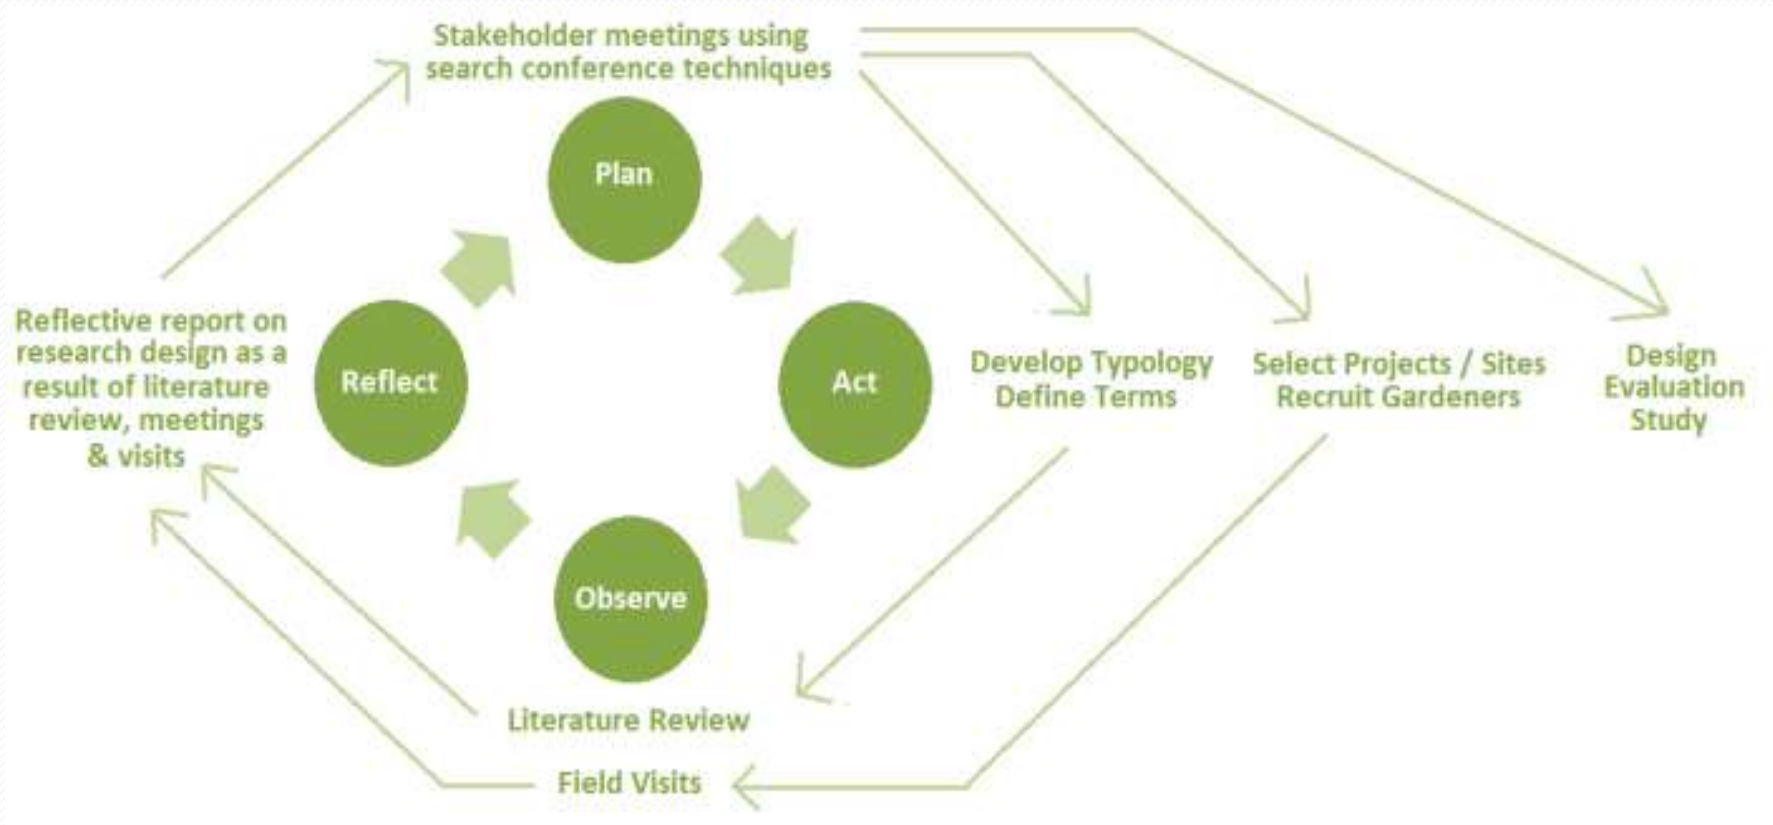 Stakeholder meetings using
search conference techniques
Plan
Reflective report on
research design as a
result of literature
review, meetings
& visits
Reflect
Act
Develop Typology
Define Terms
Select Projects / Sites
Recruit Gardeners
Design
Evaluation
Study
Observe
Literature Review
Field Visits